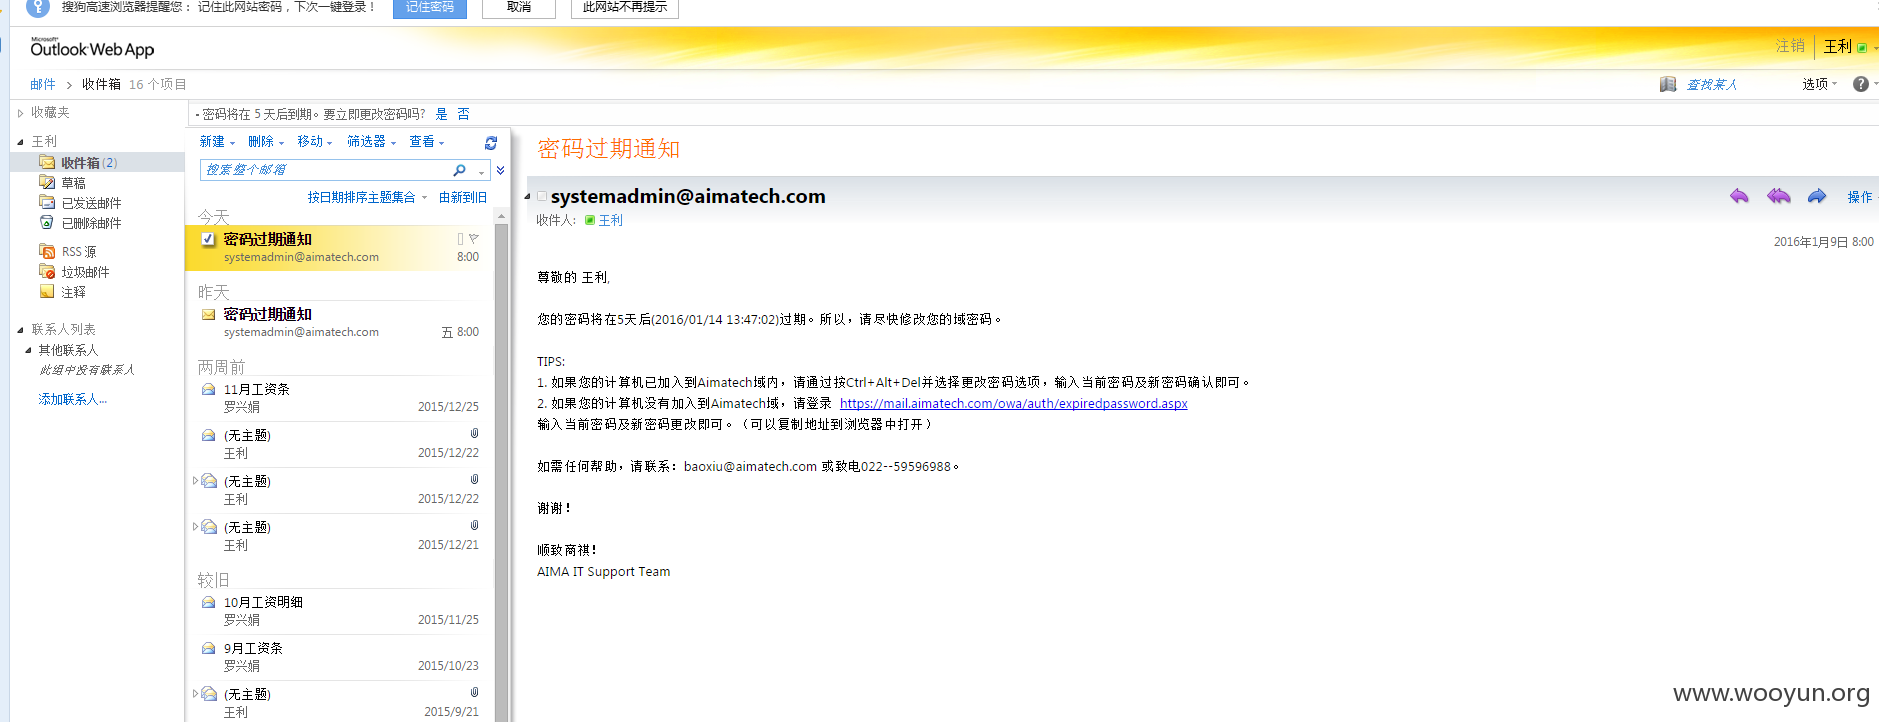 搜狗高速浏览器提醒您： 记住此网站密码，下次一键登录！ 记住密码 取消 此网站不再提示
Microsoft
Outlook Web App
注销 王利
邮件 收件箱 16 个项目
查找某人 选项
收藏夹
- 密码将在 5 天后到期。要立即更改密码吗? 是 否
王利
收件箱 (2)
草稿
已发送邮件
已删除邮件
RSS 源
垃圾邮件
注释
联系人列表
其他联系人
此组中没有联系人
添加联系人...
新建 删除 移动 筛选器 查看
搜索整个邮箱
按日期排序主题集合 由新到旧
今天
密码过期通知
systemadmin@aimatech.com 8:00
昨天
密码过期通知
systemadmin@aimatech.com 五 8:00
两周前
11月工资条
罗兴娟 2015/12/25
(无主题)
王利 2015/12/22
(无主题)
王利 2015/12/22
(无主题)
王利 2015/12/21
较旧
10月工资明细
罗兴娟 2015/11/25
9月工资条
罗兴娟 2015/10/23
(无主题)
王利 2015/9/21
密码过期通知
systemadmin@aimatech.com
操作
收件人: 王利
2016年1月9日 8:00
尊敬的 王利,
您的密码将在5天后(2016/01/14 13:47:02)过期。所以，请尽快修改您的域密码。
TIPS:
1. 如果您的计算机已加入到Aimatech域内，请通过按Ctrl+Alt+Del并选择更改密码选项，输入当前密码及新密码确认即可。
2. 如果您的计算机没有加入到Aimatech域，请登录 https://mail.aimatech.com/owa/auth/expiredpassword.aspx
输入当前密码及新密码更改即可。（可以复制地址到浏览器中打开）
如需任何帮助，请联系：baoxiu@aimatech.com 或致电022--59596988。
谢谢！
顺致商祺！
AIMA IT Support Team
www.wooyun.org